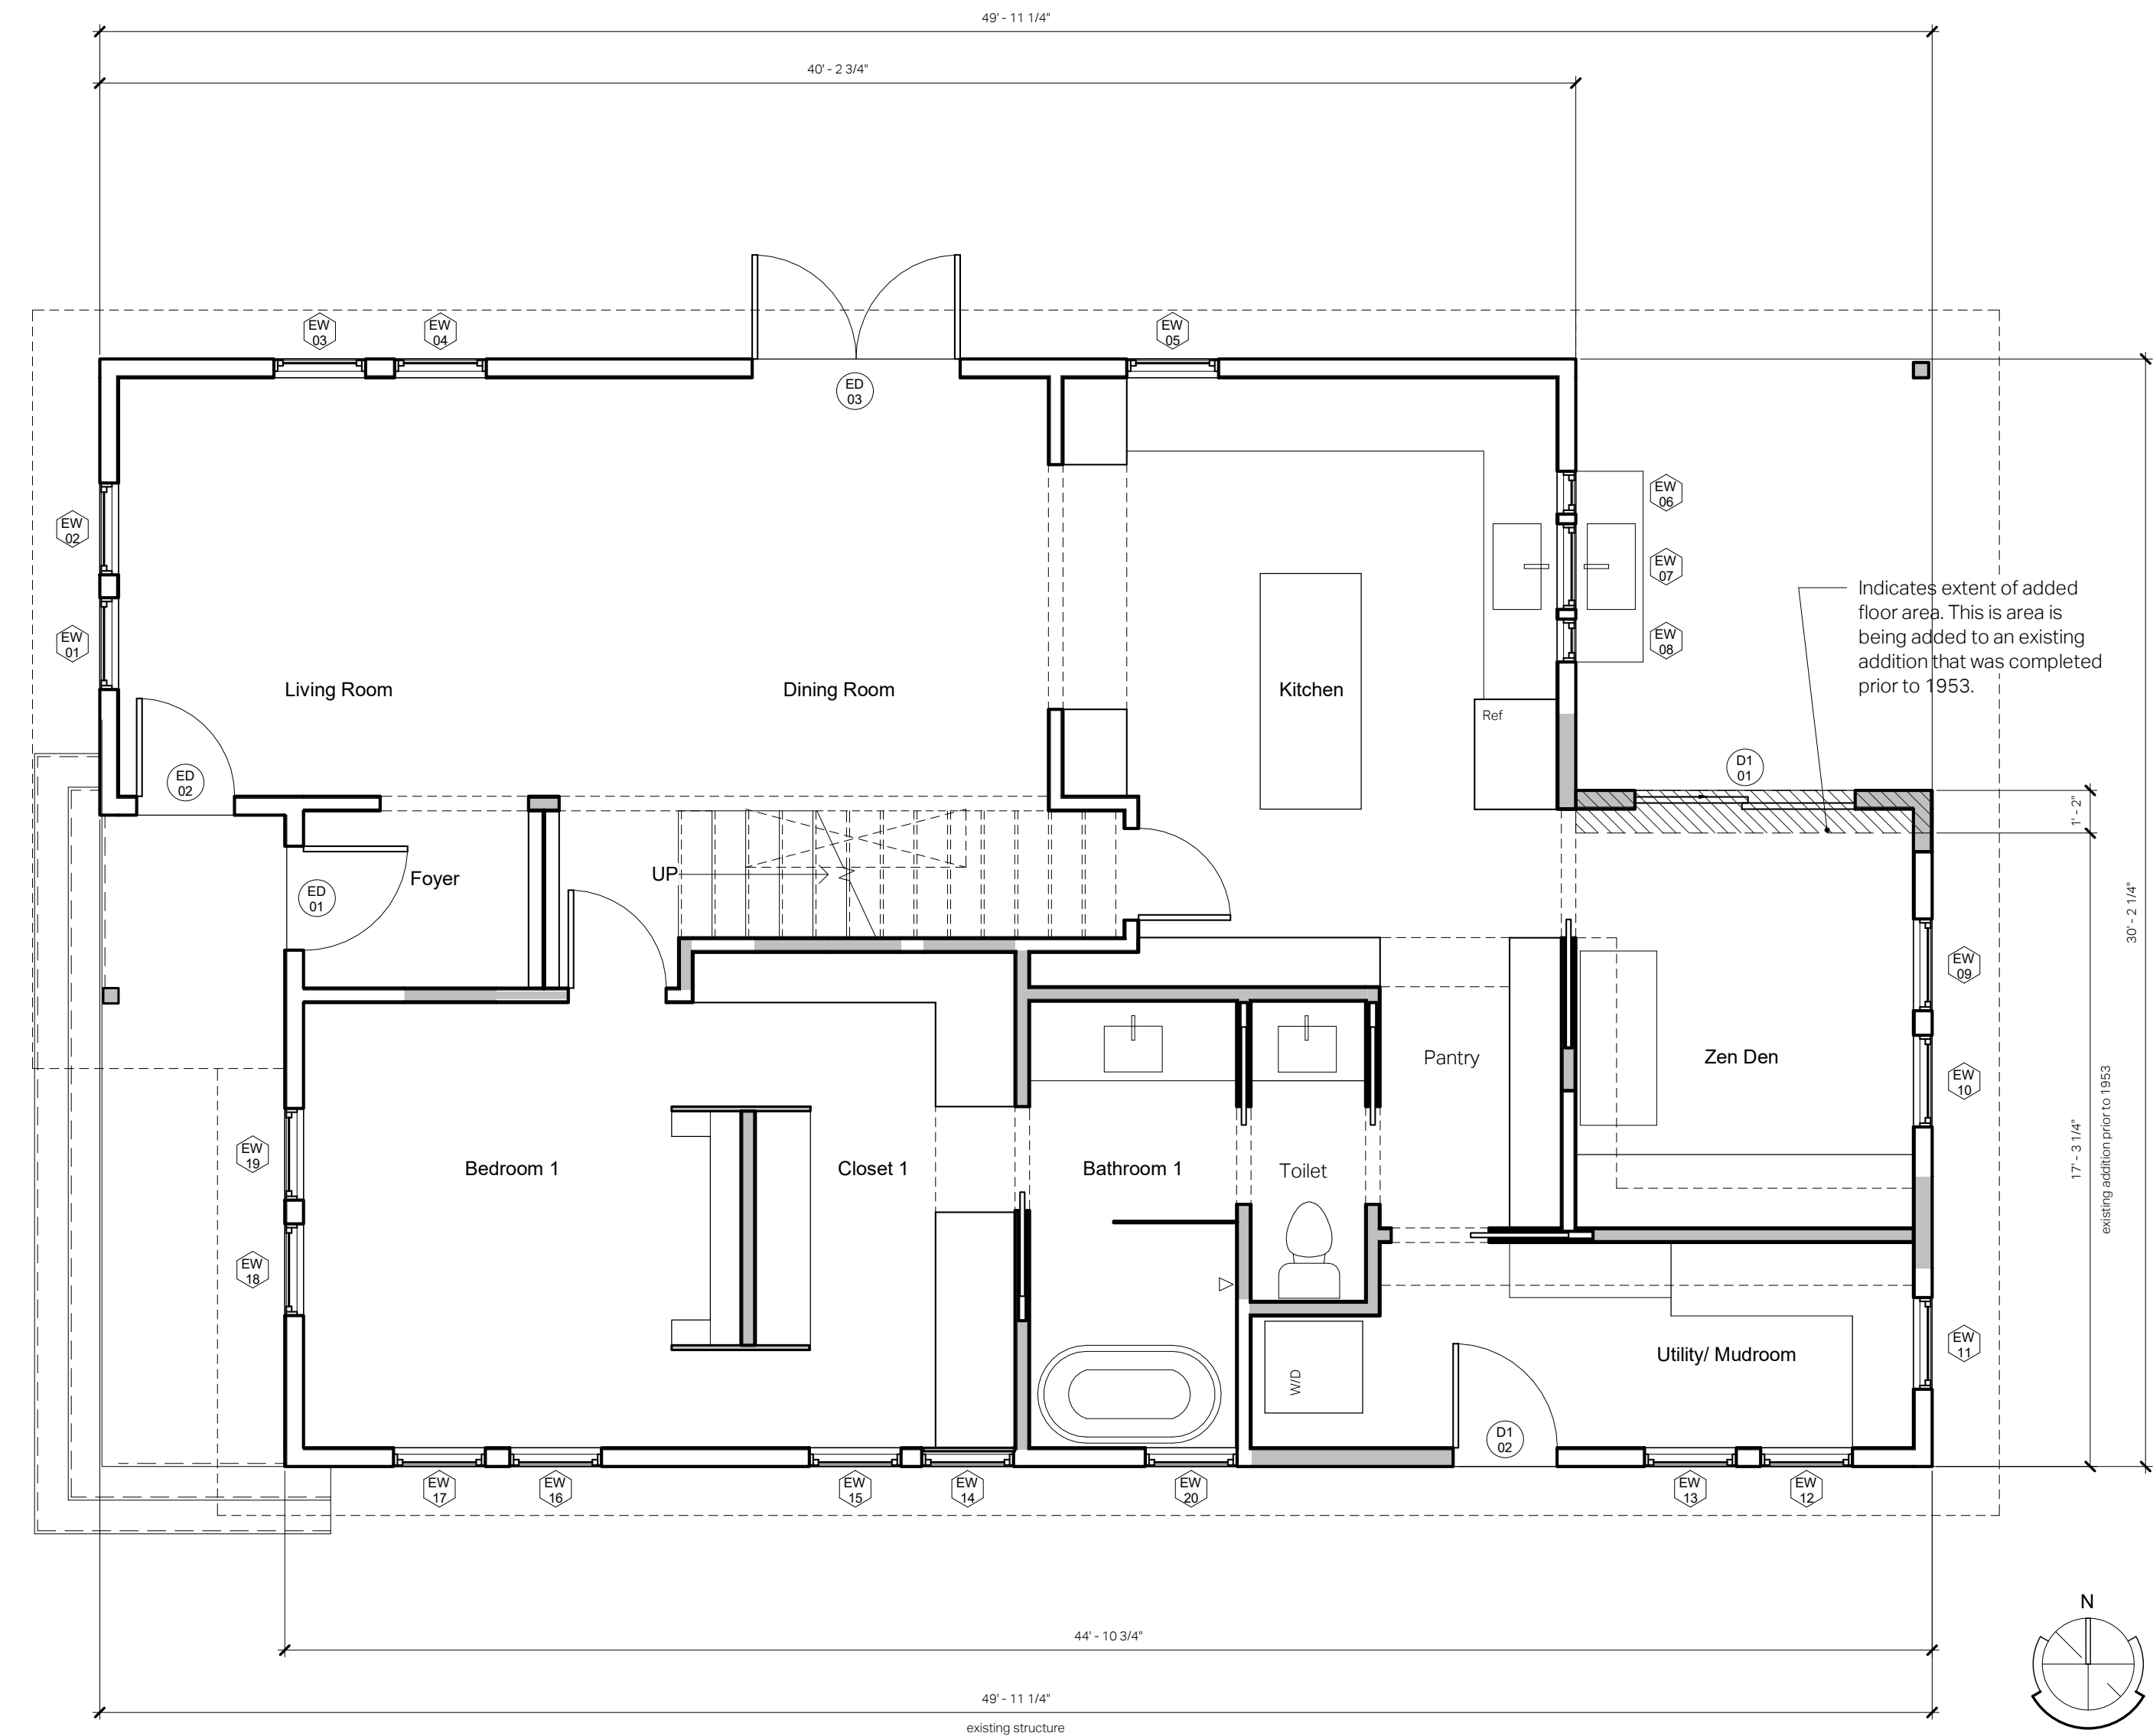 49' - 11 1/4"
40' - 2 3/4"
EW
03
EW
04
EW
05
ED
03
EW
02
EW
01
EW
06
EW
07
EW
08
Indicates extent of added
floor area. This is area is
being added to an existing
addition that was completed
prior to 1953.
Living Room
Dining Room
Kitchen
Ref
ED
02
D1
01
1' - 2"
UP
Foyer
ED
01
30' - 2 1/4"
EW
09
Pantry
Zen Den
EW
10
17' - 3 1/4"
existing addition prior to 1953
EW
19
Bedroom 1
Closet 1
Bathroom 1
Toilet
EW
18
W/D
Utility/ Mudroom
EW
11
D1
02
EW
17
EW
16
EW
15
EW
14
EW
20
EW
13
EW
12
N
44' - 10 3/4"
49' - 11 1/4"
existing structure